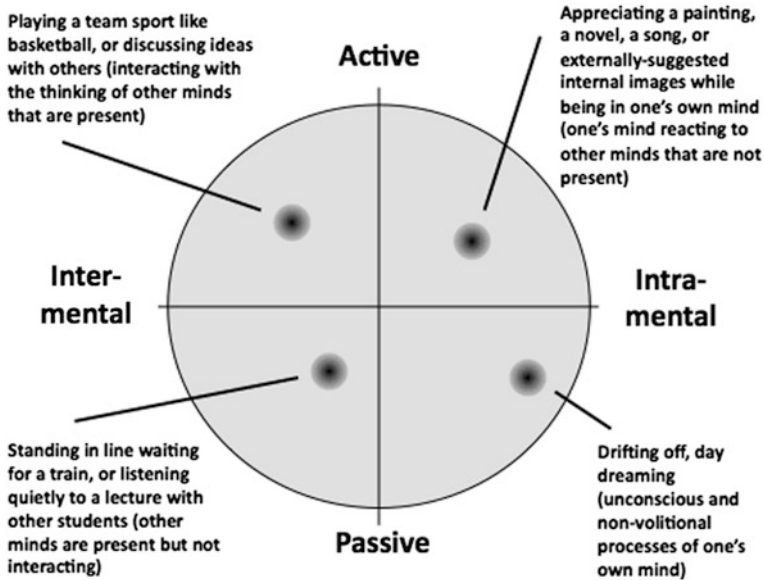 Playing a team sport like
basketball, or discussing ideas
with others (interacting with
the thinking of other minds
that are present)
Active
Appreciating a painting,
a novel, a song, or
externally-suggested
internal images while
being in one's own mind
(one's mind reacting to
other minds that are not
present)
Inter-
mental
Intra-
mental
Standing in line waiting
for a train, or listening
quietly to a lecture with
other students (other
minds are present but not
interacting)
Passive
Drifting off, day
dreaming
(unconscious and
non-volitional
processes of one's
own mind)